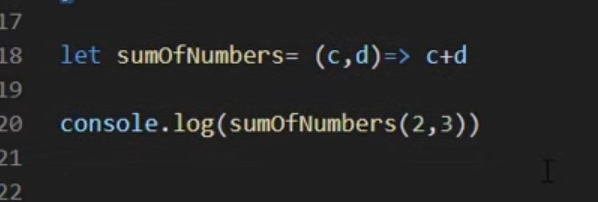 17
18 let sumOfNumbers= (c,d)=> c+d
19
20 console.log(sumOfNumbers(2,3))
21
22